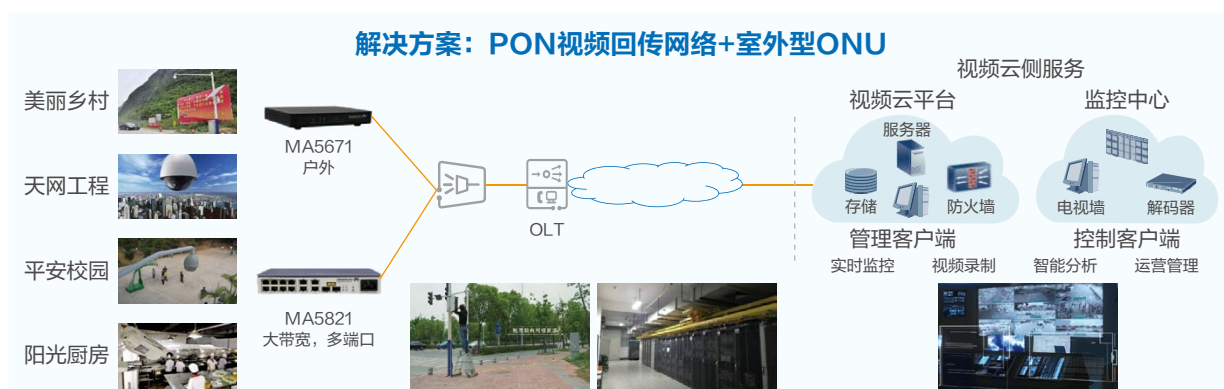 解决方案：PON视频回传网络+室外型ONU
美丽乡村
天网工程
平安校园
阳光厨房
MA5671
户外
MA5821
大带宽，多端口
OLT
视频云侧服务
视频云平台
监控中心
服务器
存储
防火墙
电视墙
解码器
管理客户端
控制客户端
实时监控
视频录制
智能分析
运营管理